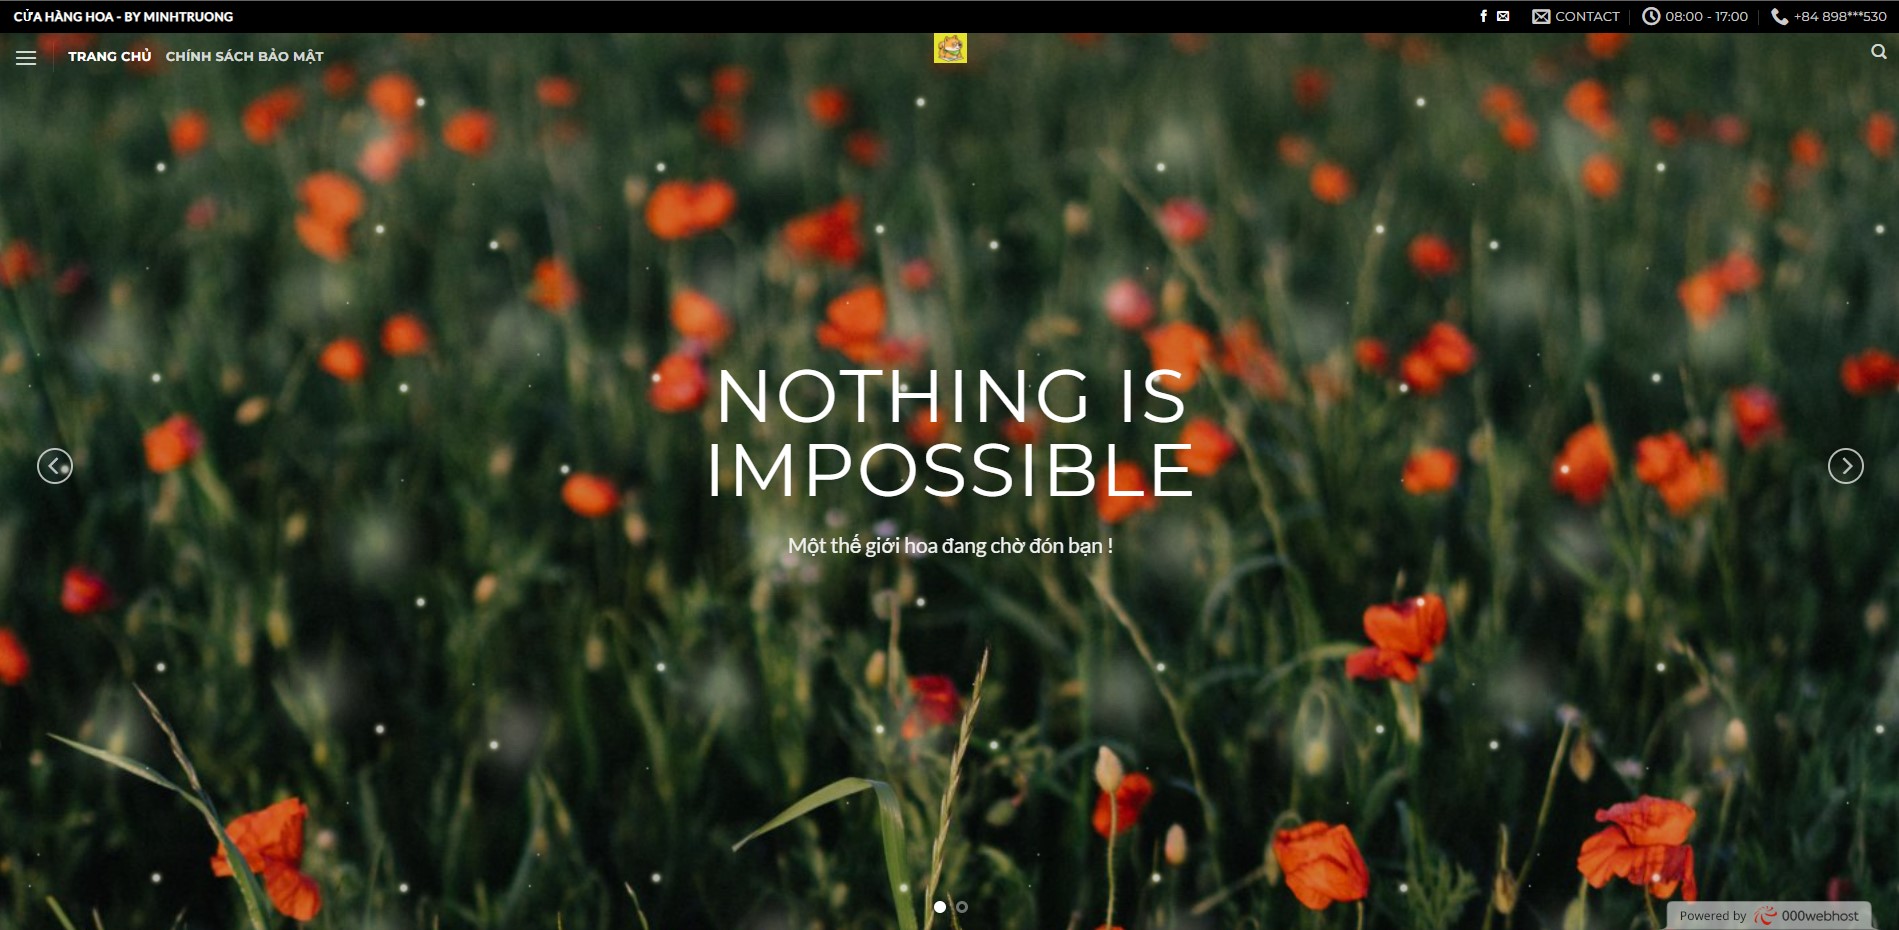 CỬA HÀNG HOA - BY MINHTRUONG
CONTACT
08:00 - 17:00
+84 898***530
TRANG CHỦ
CHÍNH SÁCH BẢO MẬT
NOTHING IS
IMPOSSIBLE
Một thế giới hoa đang chờ đón bạn !
Powered by 000webhost